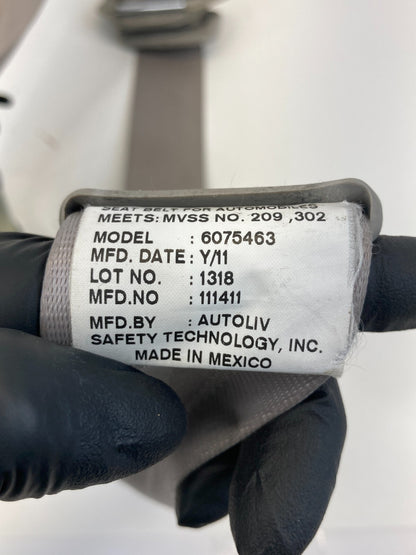 SEAT BELT FOR AUTOMOBILES
MEETS: MVSS NO. 209 ,302
MODEL : 6075463
MFD. DATE : Y/11
LOT NO. : 1318
MFD.NO : 111411
MFD.BY : AUTOLIV
SAFETY TECHNOLOGY, INC.
MADE IN MEXICO